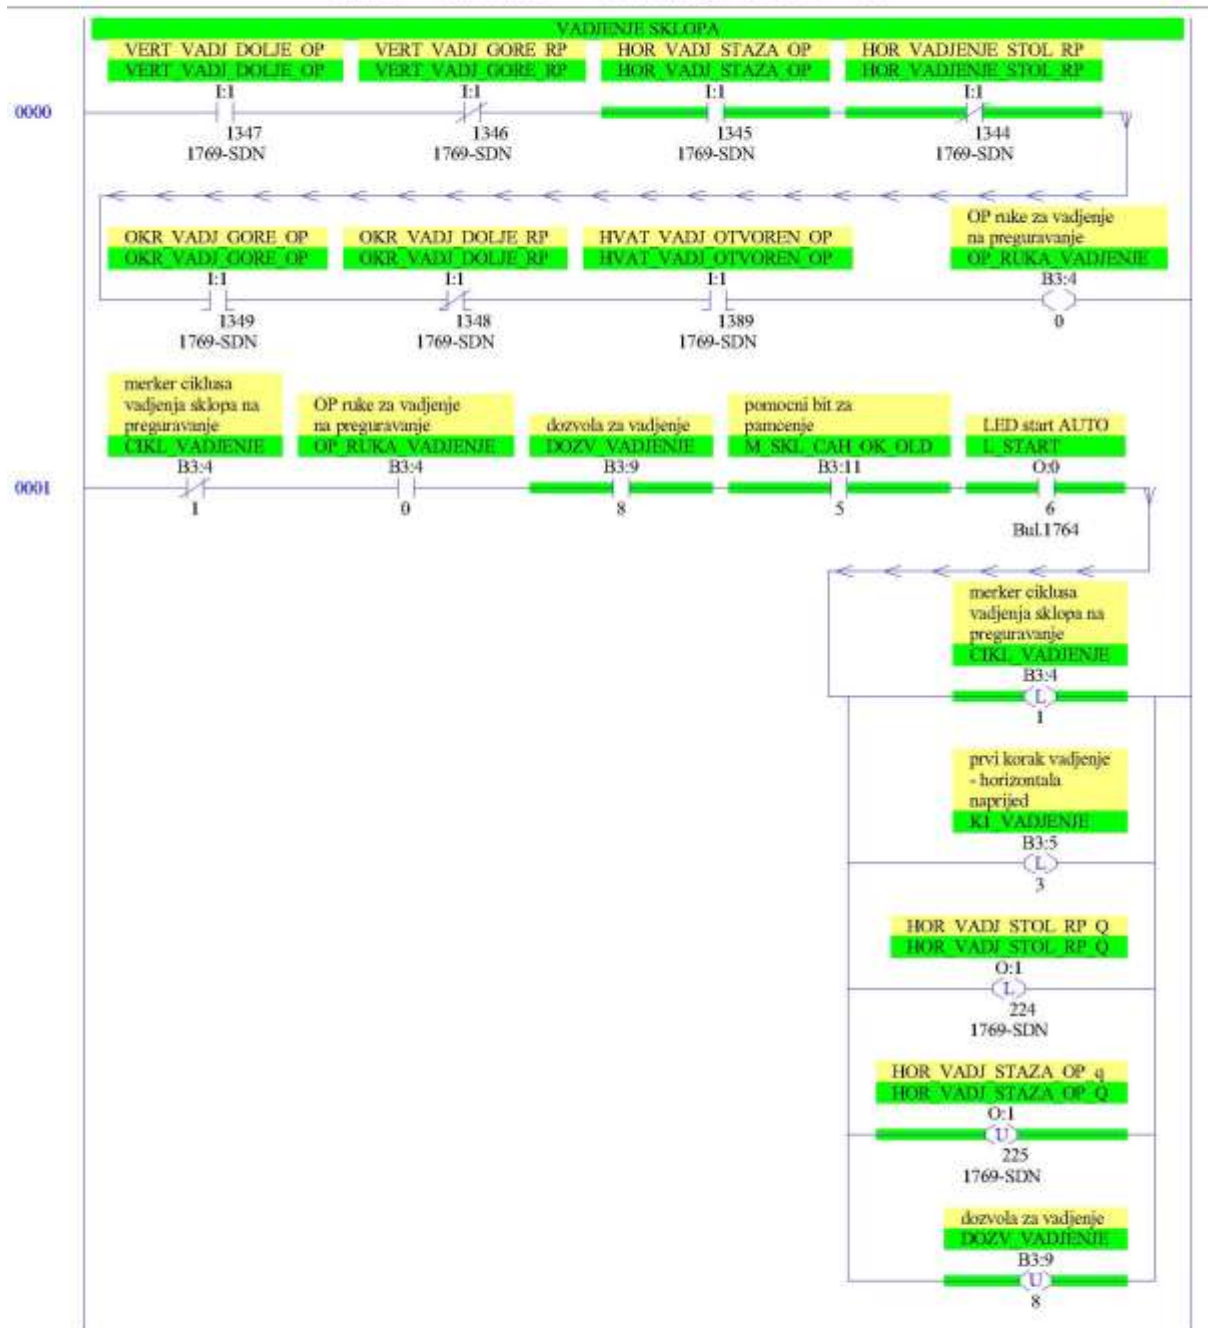 VADJENJE SKLOPA
VERT_VADJ_DOLJE_OP VERT_VADJ_GORE_RP HOR_VADJ_STAZA_OP HOR_VADJENJE_STOL_RP
VERT_VADJ_DOLJE_OP VERT_VADJ_GORE_RP HOR_VADJ_STAZA_OP HOR_VADJENJE_STOL_RP
I:1 I:1 I:1 I:1
0000
1347 1346 1345 1344
1769-SDN 1769-SDN 1769-SDN 1769-SDN
OP ruke za vadjenje
na preguravanje
OKR_VADJ_GORE_OP OKR_VADJ_DOLJE_RP HVAT_VADJ_OTVOREN_OP
OKR_VADJ_GORE_OP OKR_VADJ_DOLJE_RP HVAT_VADJ_OTVOREN_OP OP_RUKA_VADJENJE
I:1 I:1 I:1 B3:4
1349 1348 1389 0
1769-SDN 1769-SDN 1769-SDN
merker ciklusa
vadjenja sklopa na OP ruke za vadjenje pomocni bit za
preguravanje na preguravanje dozvola za vadjenje pamcenje LED start AUTO
CIKL_VADJENJE OP_RUKA_VADJENJE DOZV_VADJENJE M_SKL_CAH_OK_OLD L_START
B3:4 B3:4 B3:9 B3:11 O:0
0001
1 0 8 5 6
Bul.1764
merker ciklusa
vadjenja sklopa na
preguravanje
CIKL_VADJENJE
B3:4
L
1
prvi korak vadjenje
- horizontala
naprijed
K1_VADJENJE
B3:5
L
3
HOR_VADJ_STOL_RP_Q
HOR_VADJ_STOL_RP_Q
O:1
L
224
1769-SDN
HOR_VADJ_STAZA_OP_q
HOR_VADJ_STAZA_OP_Q
O:1
U
225
1769-SDN
dozvola za vadjenje
DOZV_VADJENJE
B3:9
U
8